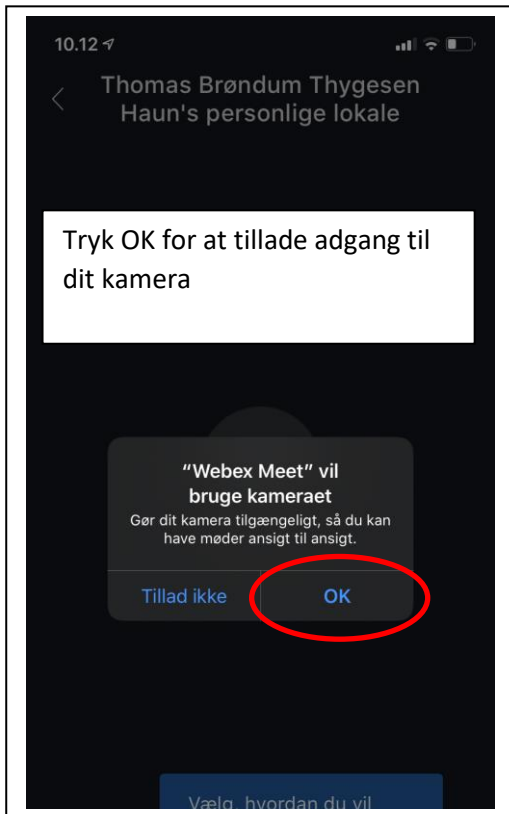 10.12
Thomas Brøndum Thygesen
Haun's personlige lokale
Tryk OK for at tillade adgang til
dit kamera
"Webex Meet" vil
bruge kameraet
Gør dit kamera tilgængeligt, så du kan
have møder ansigt til ansigt.
Tillad ikke
OK
Vælg, hvordan du vil